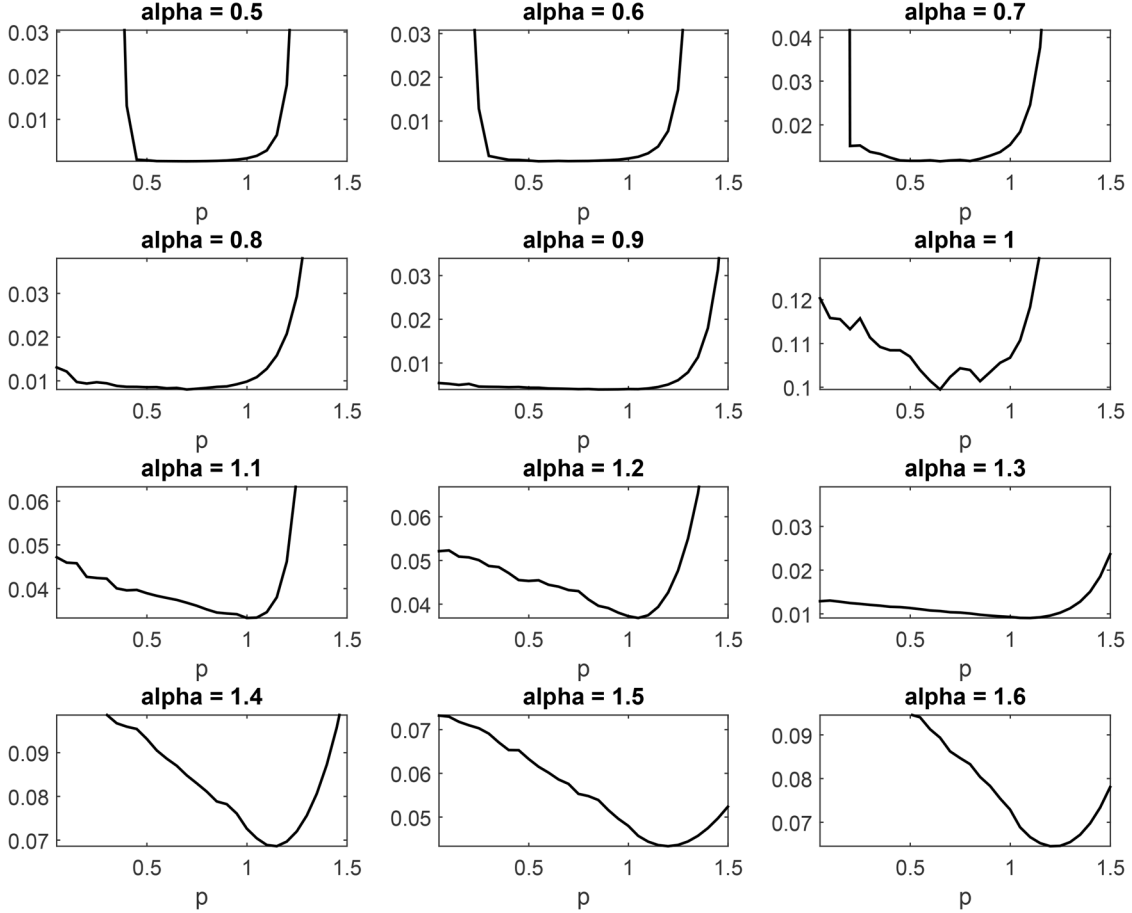 alpha = 0.5
0.03
0.02
0.01
0.5 1 1.5
p
alpha = 0.6
0.03
0.02
0.01
0.5 1 1.5
p
alpha = 0.7
0.04
0.03
0.02
0.5 1 1.5
p
alpha = 0.8
0.03
0.02
0.01
0.5 1 1.5
p
alpha = 0.9
0.03
0.02
0.01
0.5 1 1.5
p
alpha = 1
0.12
0.11
0.1
0.5 1 1.5
p
alpha = 1.1
0.06
0.05
0.04
0.5 1 1.5
p
alpha = 1.2
0.06
0.05
0.04
0.5 1 1.5
p
alpha = 1.3
0.03
0.02
0.01
0.5 1 1.5
p
alpha = 1.4
0.09
0.08
0.07
0.5 1 1.5
p
alpha = 1.5
0.07
0.06
0.05
0.5 1 1.5
p
alpha = 1.6
0.09
0.08
0.07
0.5 1 1.5
p